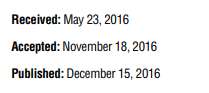 Received: May 23, 2016
Accepted: November 18, 2016
Published: December 15, 2016